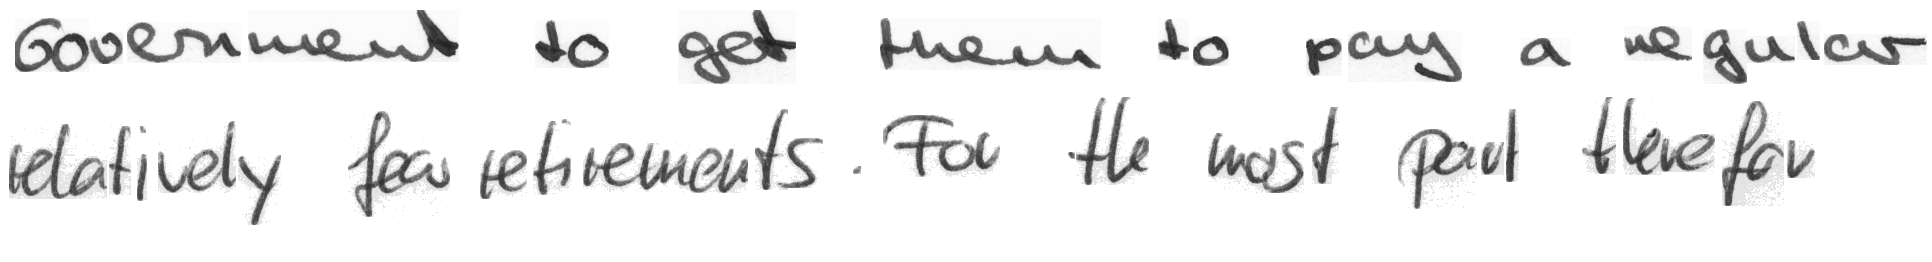 Government to get them to pay a regular
relatively few retirements. For the most part therefor